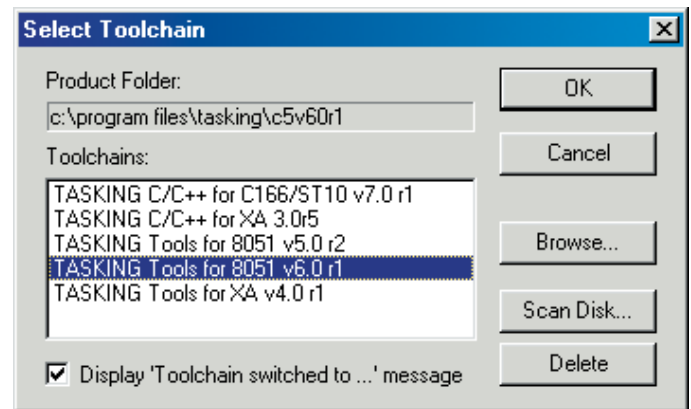 Select Toolchain
Product Folder:
c:\program files\tasking\c5v60r1
Toolchains:
TASKING C/C++ for C166/ST10 v7.0 r1
TASKING C/C++ for XA 3.0r5
TASKING Tools for 8051 v5.0 r2
TASKING Tools for 8051 v6.0 r1
TASKING Tools for XA v4.0 r1
Display 'Toolchain switched to ...' message
OK
Cancel
Browse...
Scan Disk...
Delete